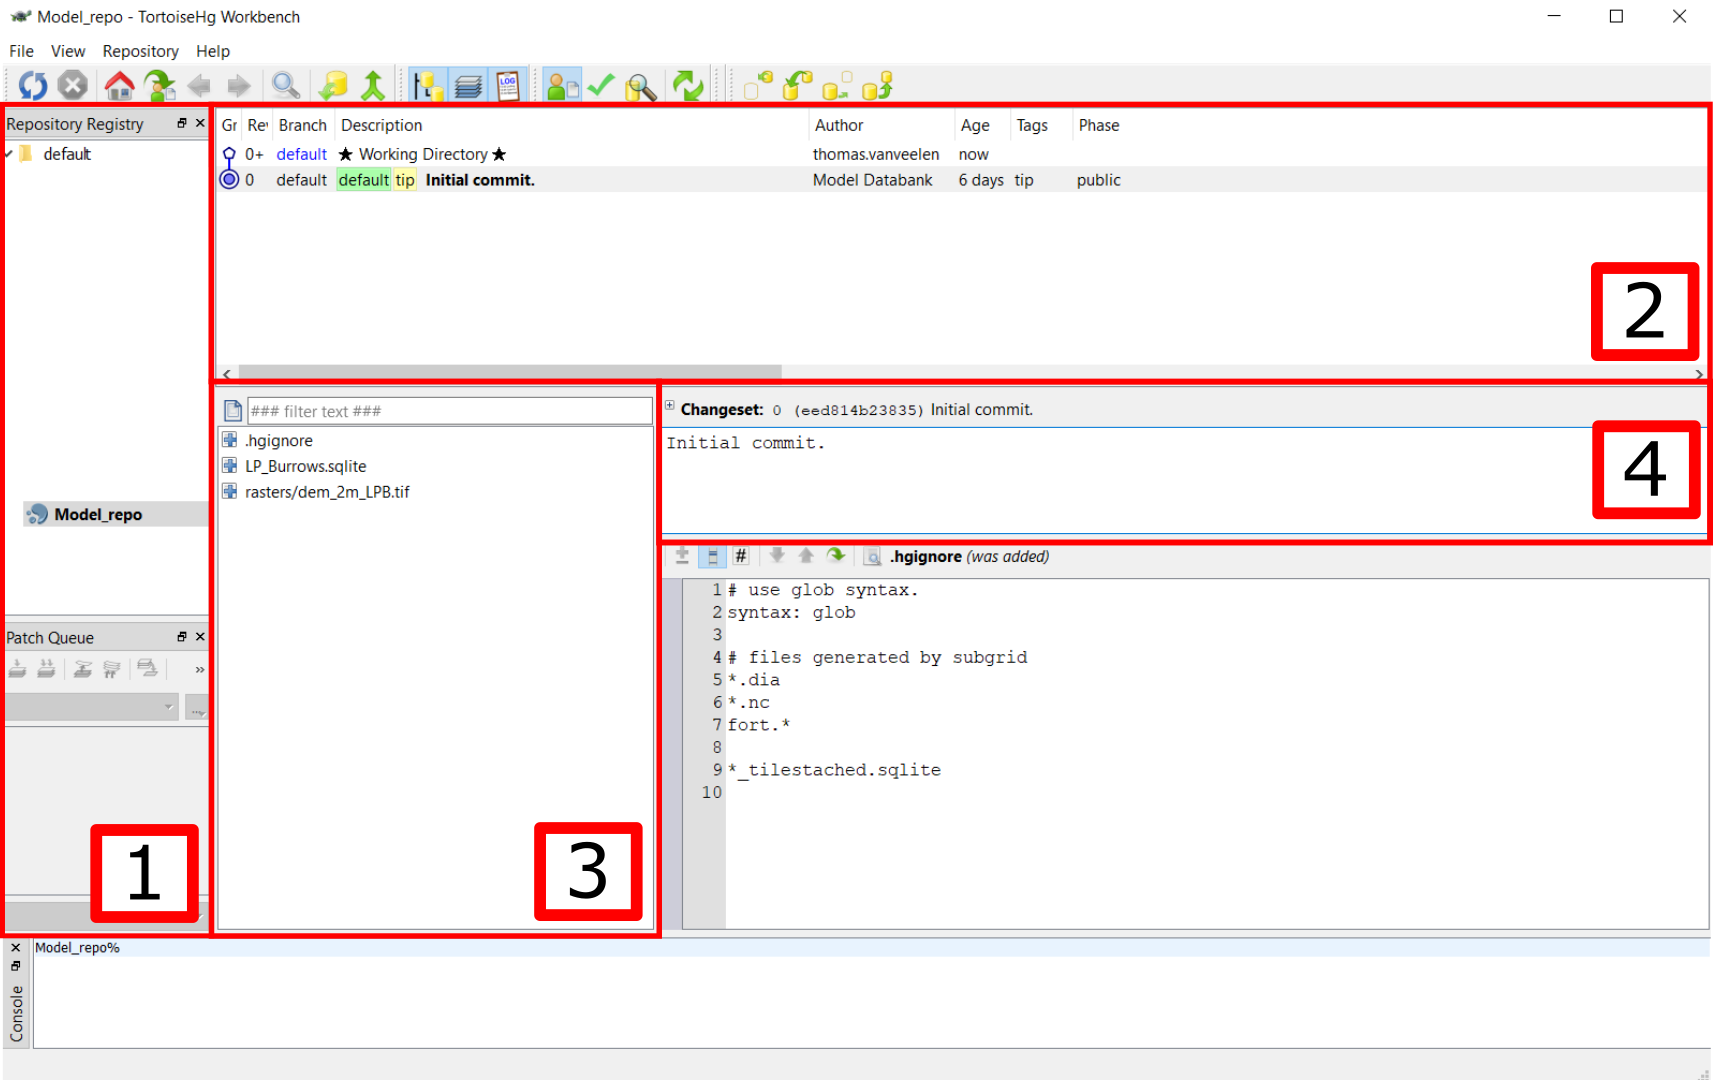 Model_repo - TortoiseHg Workbench
File View Repository Help
LOG
Repository Registry
default
Model_repo
Patch Queue
»
...
1
Gr Re Branch Description Author Age Tags Phase
0+ default ★ Working Directory ★ thomas.vanveelen now
0 default default tip Initial commit. Model Databank 6 days tip public
2
### filter text ###
.hgignore
LP_Burrows.sqlite
rasters/dem_2m_LPB.tif
3
Changeset: 0 (eed814b23835) Initial commit.
Initial commit.
4
# .hgignore (was added)
1 # use glob syntax.
2 syntax: glob
3
4 # files generated by subgrid
5 *.dia
6 *.nc
7 fort.*
8
9 *_tilestached.sqlite
10
Model_repo%
Console